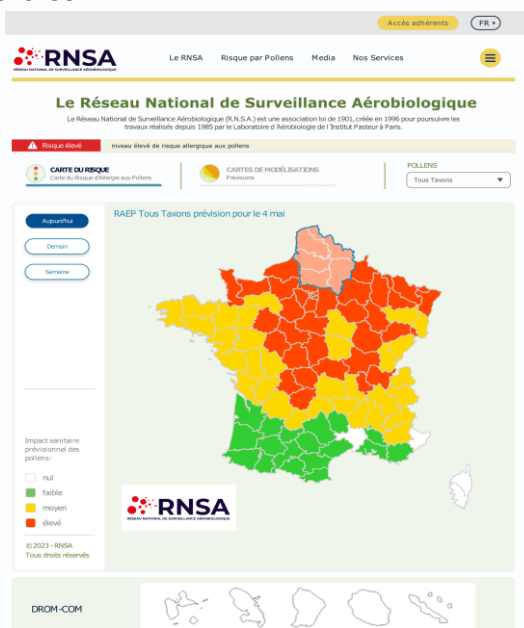 Accès adhérents
FR
RNSA
RÉSEAU NATIONAL DE SURVEILLANCE AÉROBIOLOGIQUE
Le RNSA
Risque par Pollens
Media
Nos Services
Le Réseau National de Surveillance Aérobiologique
Le Réseau National de Survellance Aérobiologique (R.N.S.A.) est une association loi de 1901, créée en 1996 pour poursuivre les
travaux réalisés depuis 1985 par le Laboratoire d'Aérobiologie de l'Institut Pasteur à Paris.
Risque élevé
niveau élevé de risque allergique aux pollens
CARTE DU RISQUE
Carte du Risque d'Allergie aux Pollens
CARTES DE MODÉLISATIONS
Previsions
POLLENS
Tous Taxons
Aujourd'hui
Demain
Semaine
RAEP Tous Taxons prévision pour le 4 mai
Impact sanitaire
prévisionnel des
pollens:
nul
faible
moyen
élevé
© 2023 - RNSA
Tous droits réservés
RNSA
RÉSEAU NATIONAL DE SURVEILLANCE AÉROBIOLOGIQUE
DROM-COM